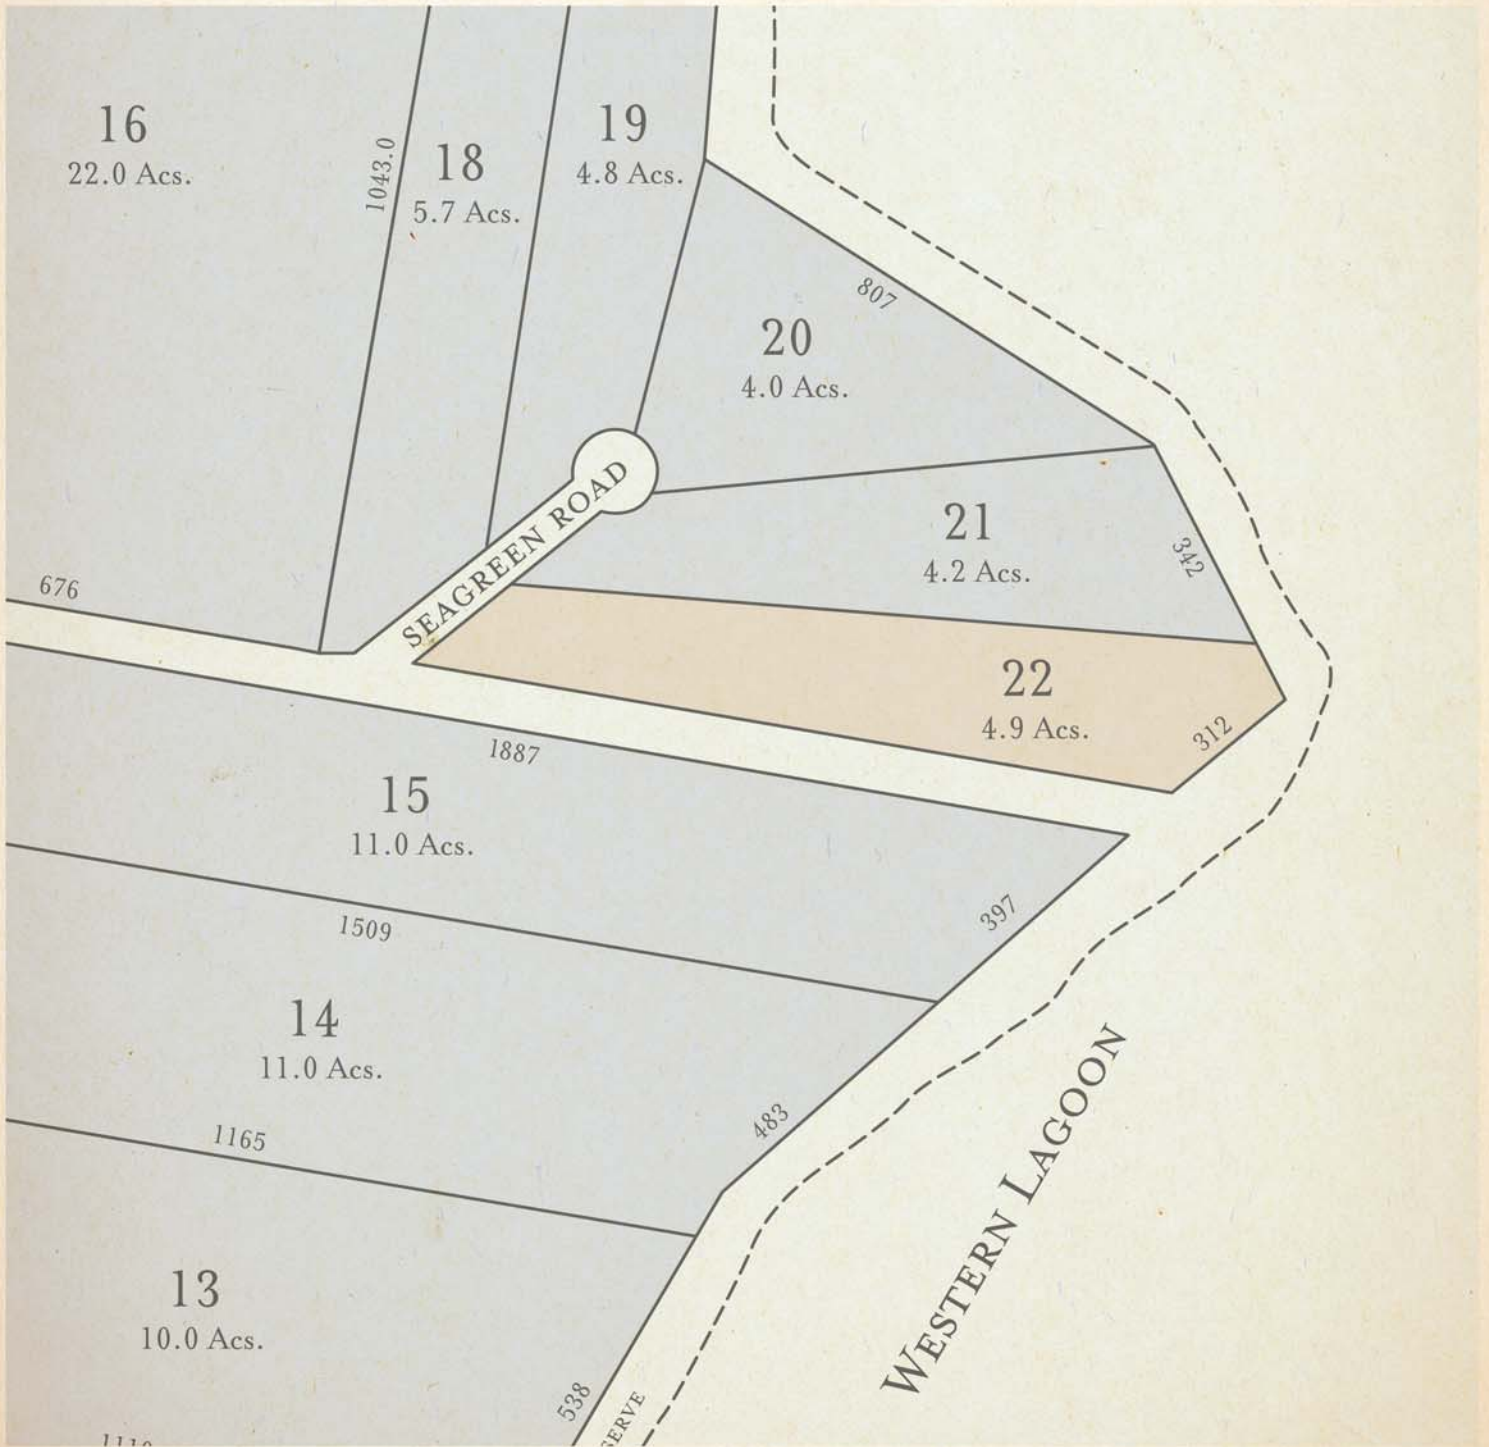 16
22.0 Acs.
1043.0
18
5.7 Acs.
19
4.8 Acs.
807
20
4.0 Acs.
21
4.2 Acs.
342
SEAGREEN ROAD
676
22
4.9 Acs.
312
1887
15
11.0 Acs.
397
1509
14
11.0 Acs.
483
1165
WESTERN LAGOON
13
10.0 Acs.
538
SERVE